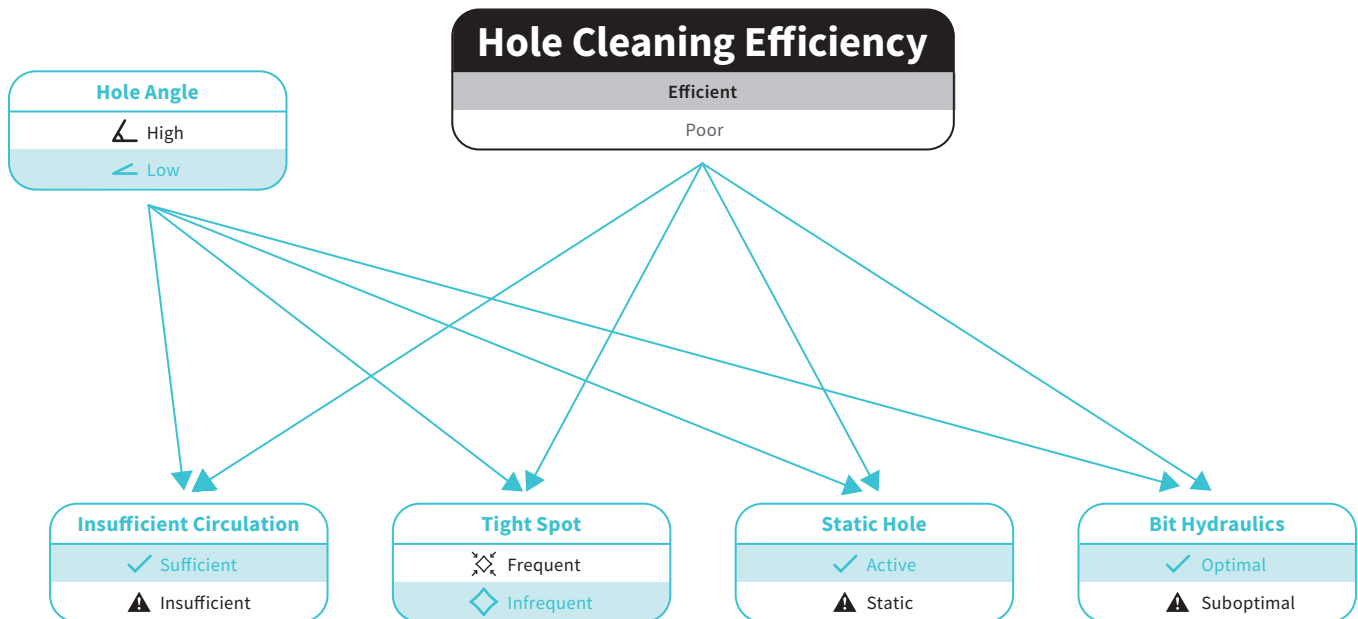 Hole Cleaning Efficiency
Efficient
Poor
Hole Angle
High
Low
Insufficient Circulation
Sufficient
Insufficient
Tight Spot
Frequent
Infrequent
Static Hole
Active
Static
Bit Hydraulics
Optimal
Suboptimal